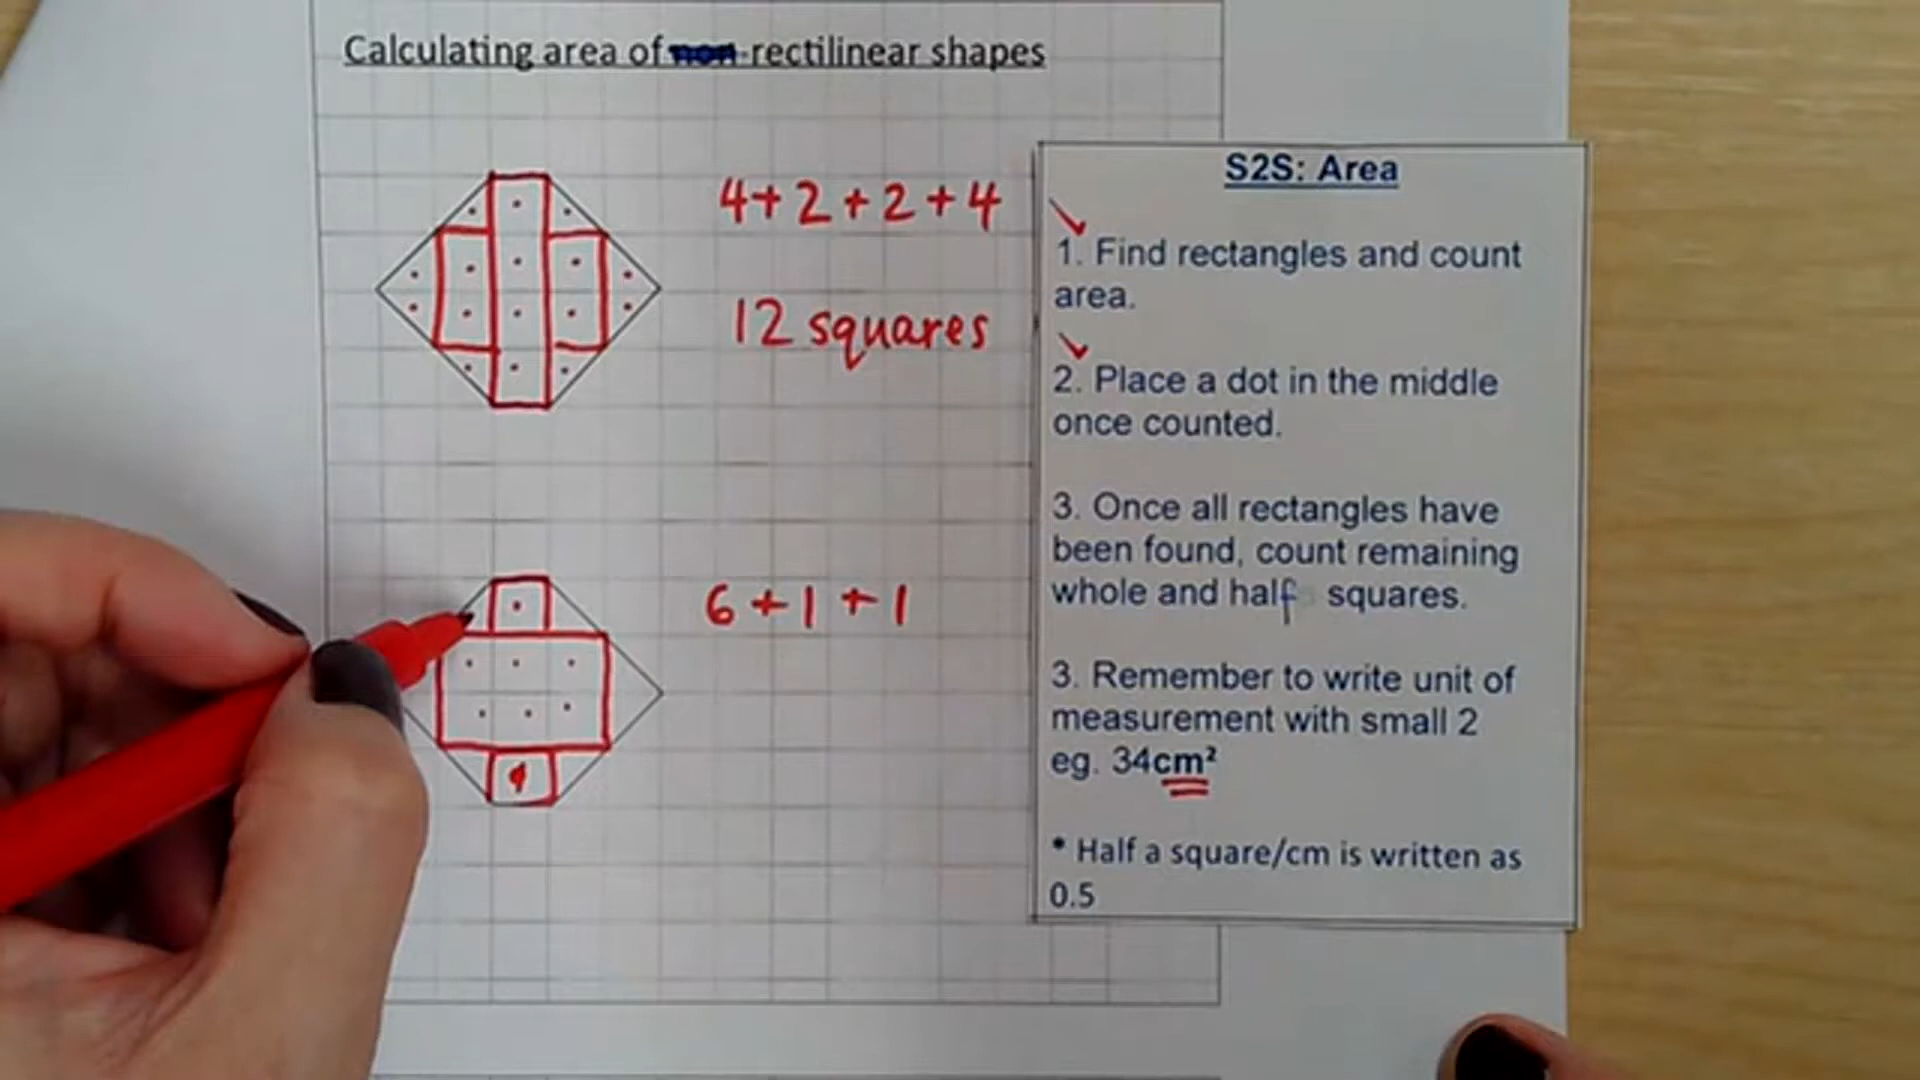 Calculating area of non-rectilinear shapes
4+2+2+4
12 squares
6+1+1
S2S: Area
1. Find rectangles and count
area.
2. Place a dot in the middle
once counted.
3. Once all rectangles have
been found, count remaining
whole and half squares.
3. Remember to write unit of
measurement with small 2
eg. 34cm²
* Half a square/cm is written as
0.5